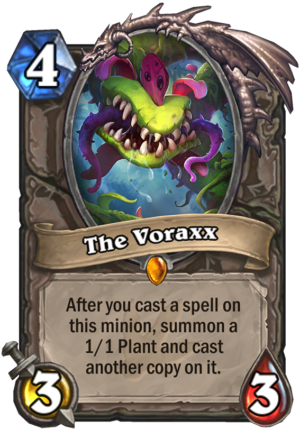 4
The Voraxx
After you cast a spell on
this minion, summon a
1/1 Plant and cast
another copy on it.
3
3